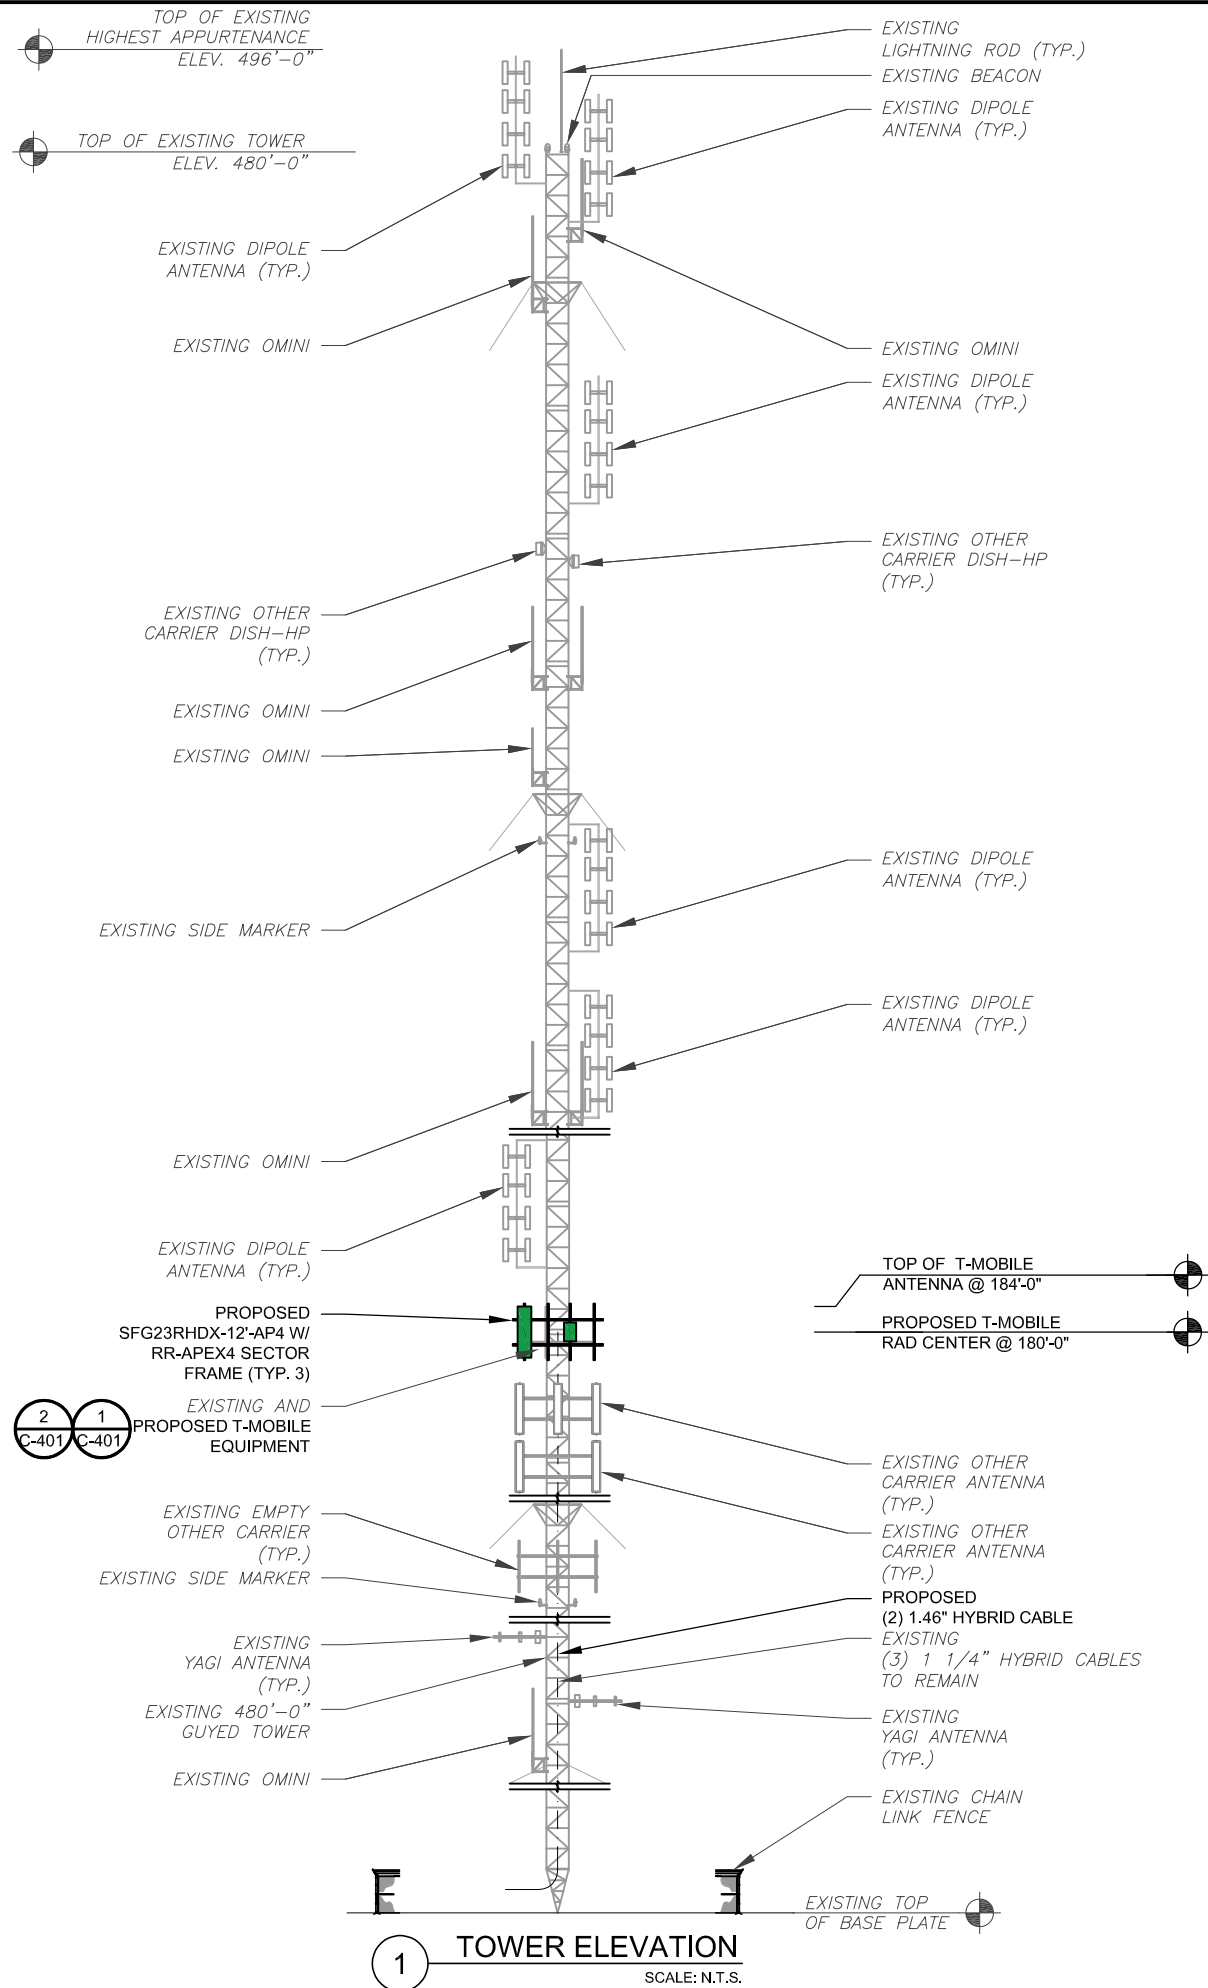 TOP OF EXISTING
HIGHEST APPURTENANCE
ELEV. 496'-0"
TOP OF EXISTING TOWER
ELEV. 480'-0"
EXISTING
LIGHTNING ROD (TYP.)
EXISTING BEACON
EXISTING DIPOLE
ANTENNA (TYP.)
EXISTING DIPOLE
ANTENNA (TYP.)
EXISTING OMINI
EXISTING OMINI
EXISTING DIPOLE
ANTENNA (TYP.)
EXISTING OTHER
CARRIER DISH-HP
(TYP.)
EXISTING OTHER
CARRIER DISH-HP
(TYP.)
EXISTING OMINI
EXISTING OMINI
EXISTING DIPOLE
ANTENNA (TYP.)
EXISTING SIDE MARKER
EXISTING DIPOLE
ANTENNA (TYP.)
EXISTING OMINI
EXISTING DIPOLE
ANTENNA (TYP.)
TOP OF T-MOBILE
ANTENNA @ 184'-0"
PROPOSED T-MOBILE
RAD CENTER @ 180'-0"
PROPOSED
SFG23RHDX-12'-AP4 W/
RR-APEX4 SECTOR
FRAME (TYP. 3)
2
C-401
1
C-401
EXISTING AND
PROPOSED T-MOBILE
EQUIPMENT
EXISTING OTHER
CARRIER ANTENNA
(TYP.)
EXISTING EMPTY
OTHER CARRIER
(TYP.)
EXISTING OTHER
CARRIER ANTENNA
(TYP.)
EXISTING SIDE MARKER
PROPOSED
(2) 1.46" HYBRID CABLE
EXISTING
(3) 1 1/4" HYBRID CABLES
TO REMAIN
EXISTING
YAGI ANTENNA
(TYP.)
EXISTING 480'-0"
GUYED TOWER
EXISTING
YAGI ANTENNA
(TYP.)
EXISTING OMINI
EXISTING CHAIN
LINK FENCE
EXISTING TOP
OF BASE PLATE
1
TOWER ELEVATION
SCALE: N.T.S.